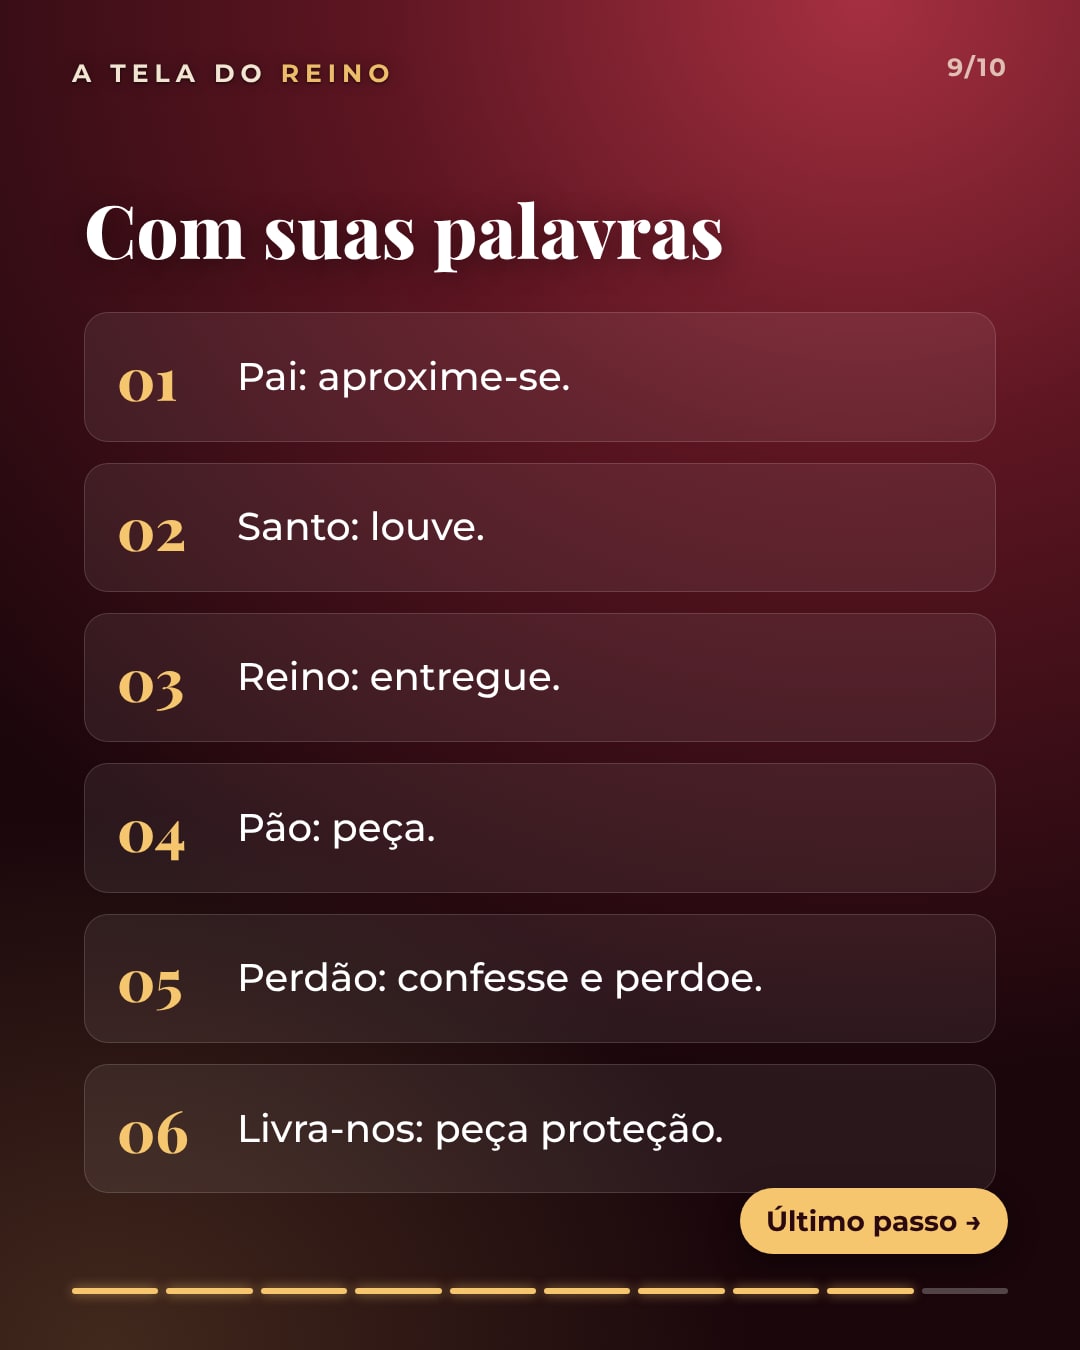 A TELA DO REINO
9/10
Com suas palavras
01 Pai: aproxime-se.
02 Santo: louve.
03 Reino: entregue.
04 Pão: peça.
05 Perdão: confesse e perdoe.
06 Livra-nos: peça proteção.
Último passo →